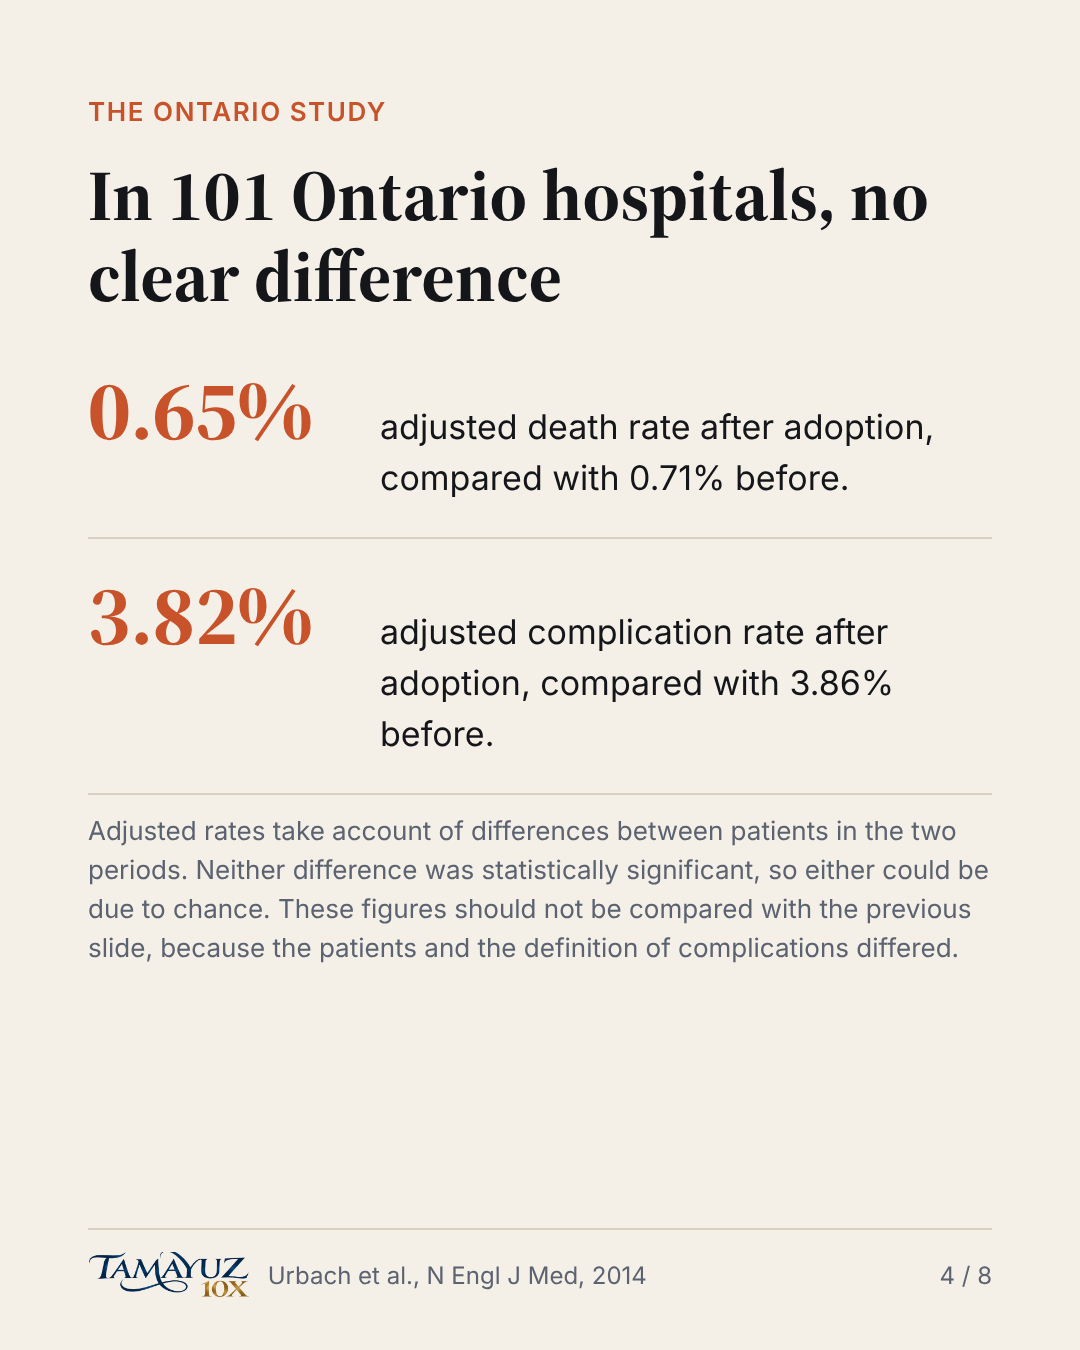 THE ONTARIO STUDY
In 101 Ontario hospitals, no
clear difference
0.65%
adjusted death rate after adoption,
compared with 0.71% before.
3.82%
adjusted complication rate after
adoption, compared with 3.86%
before.
Adjusted rates take account of differences between patients in the two
periods. Neither difference was statistically significant, so either could be
due to chance. These figures should not be compared with the previous
slide, because the patients and the definition of complications differed.
TAMAYUZ
10X
Urbach et al., N Engl J Med, 2014
4 / 8